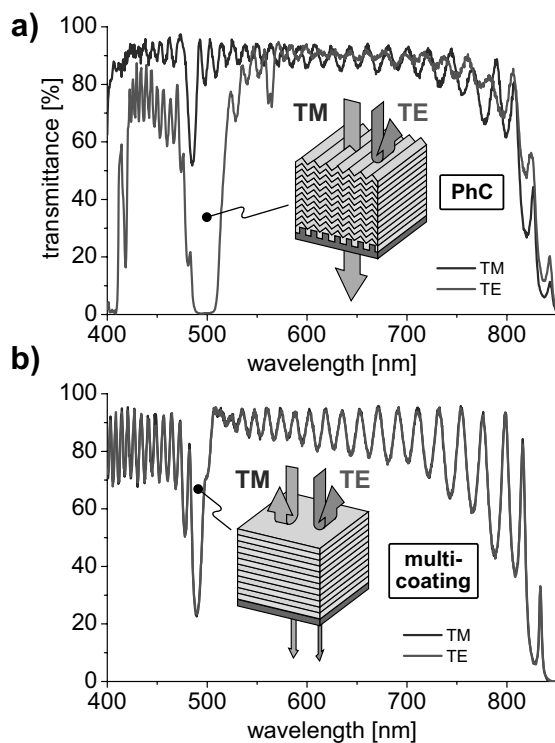 a)
100
80
60
40
20
0
transmittance [%]
TM
TE
PhC
TM
TE
400
500
600
700
800
wavelength [nm]
b)
100
80
60
40
20
0
TM
TE
multi-
coating
TM
TE
400
500
600
700
800
wavelength [nm]